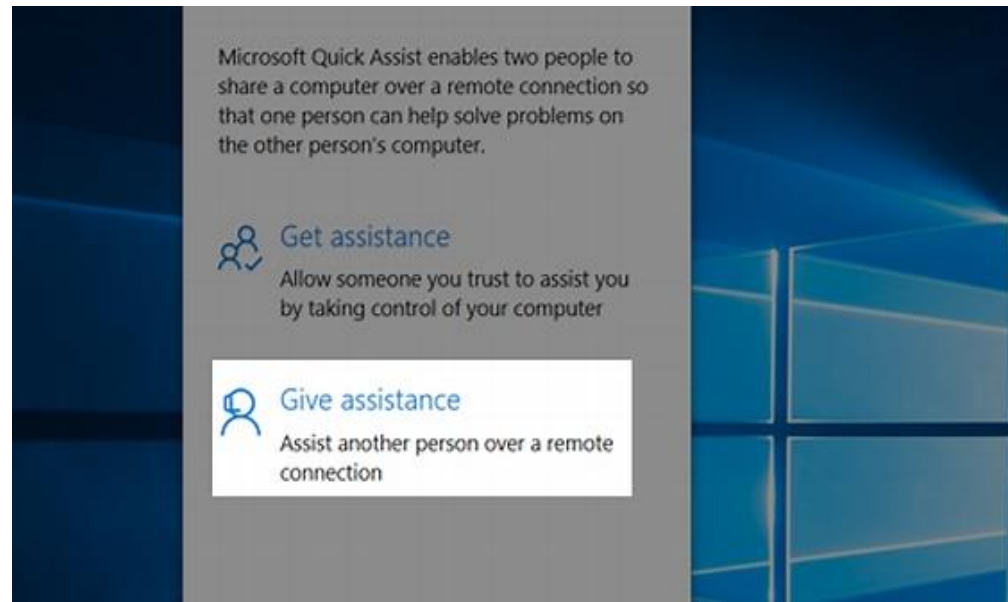 Microsoft Quick Assist enables two people to
share a computer over a remote connection so
that one person can help solve problems on
the other person's computer.
Get assistance
Allow someone you trust to assist you
by taking control of your computer
Give assistance
Assist another person over a remote
connection